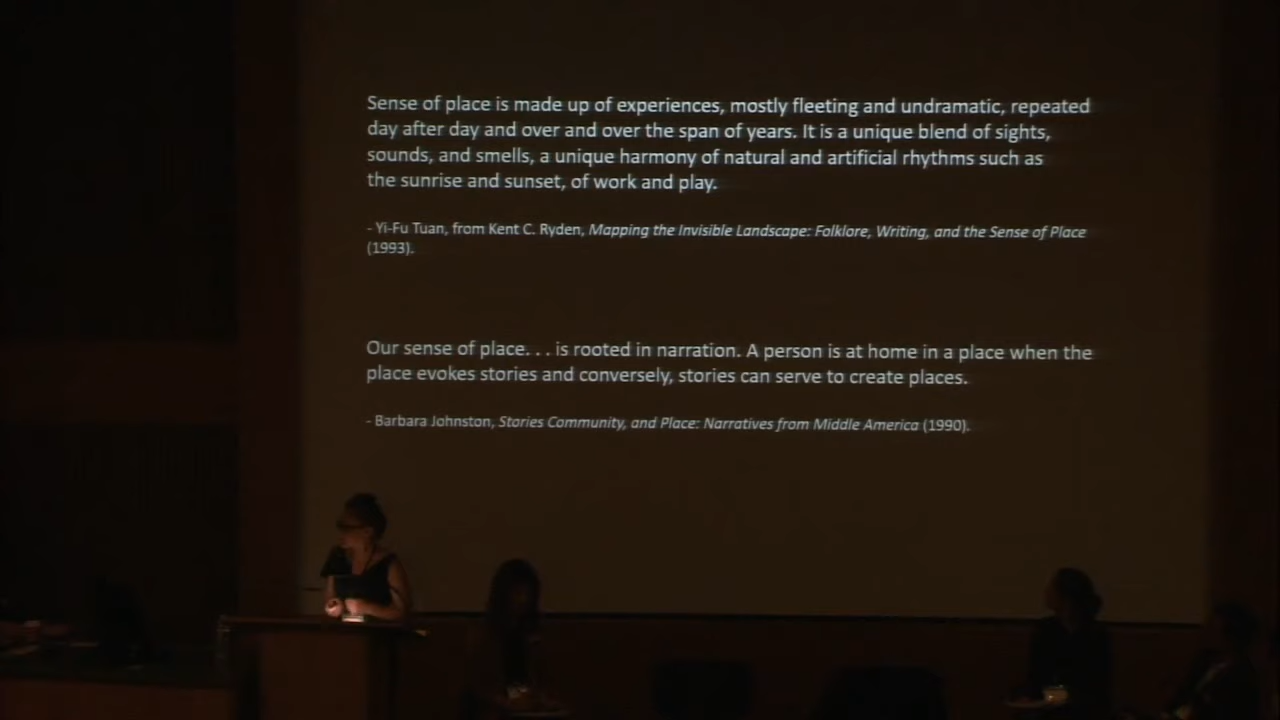 Sense of place is made up of experiences, mostly fleeting and undramatic, repeated
day after day and over and over the span of years. It is a unique blend of sights,
sounds, and smells, a unique harmony of natural and artificial rhythms such as
the sunrise and sunset, of work and play.
- Yi-Fu Tuan, from Kent C. Ryden, Mapping the Invisible Landscape: Folklore, Writing, and the Sense of Place
(1993).
Our sense of place. . . is rooted in narration. A person is at home in a place when the
place evokes stories and conversely, stories can serve to create places.
- Barbara Johnston, Stories Community, and Place: Narratives from Middle America (1990).